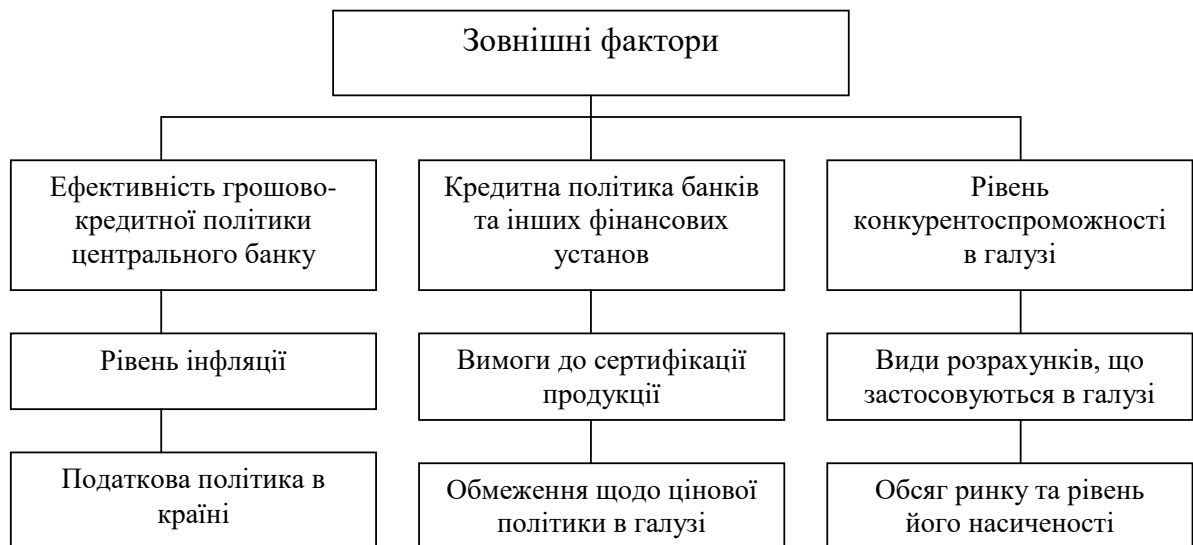 Зовнішні фактори
Ефективність грошово-
кредитної політики
центрального банку
Кредитна політика банків
та інших фінансових
установ
Рівень
конкурентоспроможності
в галузі
Рівень інфляції
Вимоги до сертифікації
продукції
Види розрахунків, що
застосовуються в галузі
Податкова політика в
країні
Обмеження щодо цінової
політики в галузі
Обсяг ринку та рівень
його насиченості